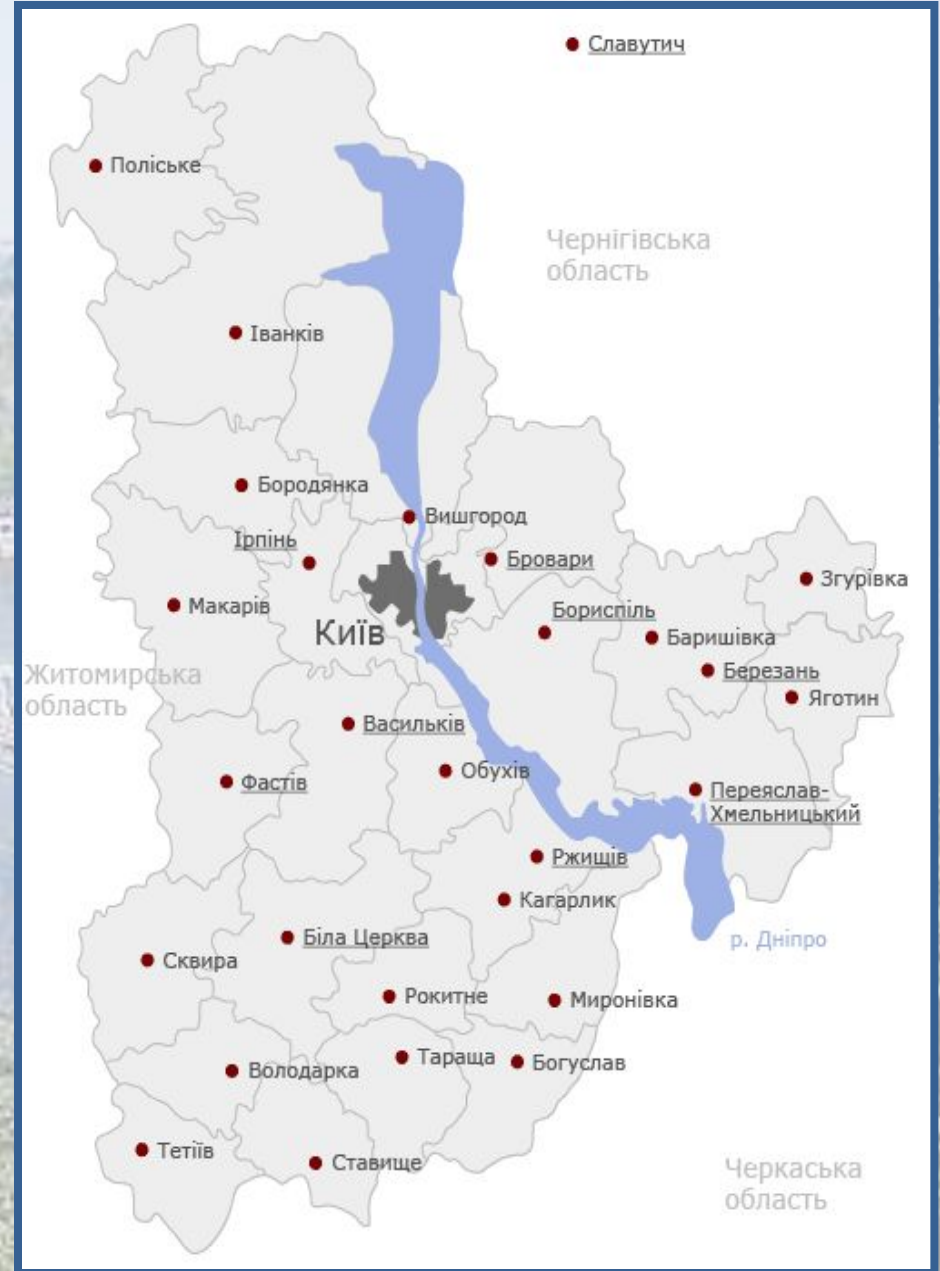 Славутич
Поліське
Чернігівська
область
Іванків
Бородянка
Вишгород
Ірпінь
Бровари
Згурівка
Макарів
Бориспіль
Київ
Баришівка
Березань
Житомирська
область
Яготин
Васильків
Обухів
Фастів
Переяслав-
Хмельницький
Ржищів
Кагарлик
Біла Церква
р. Дніпро
Сквира
Рокитне
Миронівка
Тараща
Богуслав
Володарка
Тетіїв
Ставище
Черкаська
область